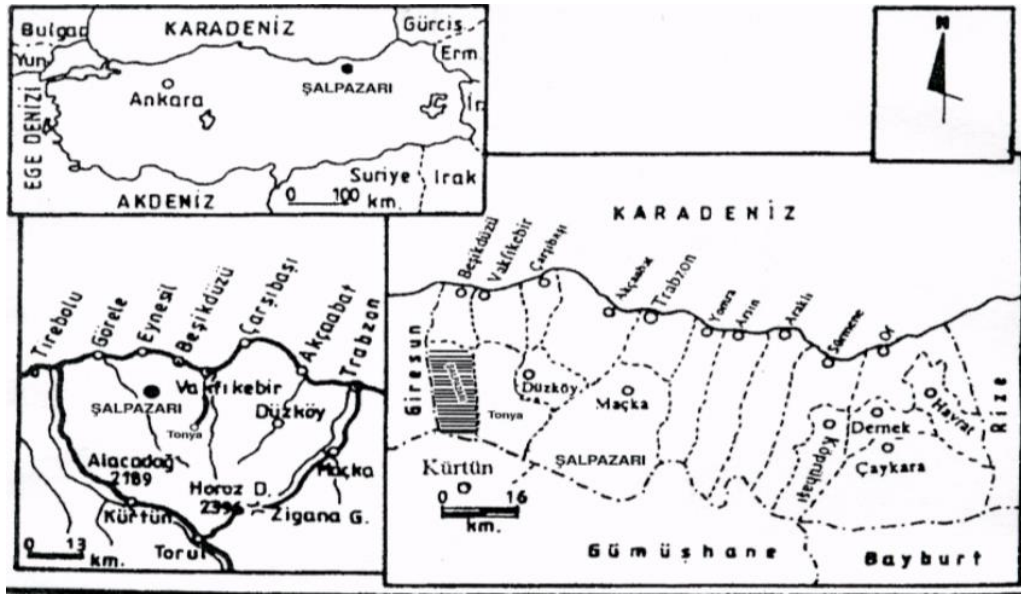 KARADENİZ
Bulgar
Gürciş
Yun
Erm
Ankara
ŞALPAZARI
İr
EGE DENİZİ
Suriye
Irak
0 100
km.
AKDENİZ
N
Tirebolu
Görele
Eynesil
Beşikdüzü
Çarşıbaşı
Akçaabat
Trabzon
Vakfıkebir
ŞALPAZARI
Düzköy
Tonya
Maçka
Alacadağ
2189
Horoz D.
2396
Kürtün
Zigana G.
Torul
0 13
km.
KARADENİZ
Beşikdüzü
Vakfıkebir
Çarşıbaşı
Akçaabat
Trabzon
Yomra
Arsin
Araklı
Sürmene
Of
Giresun
ŞALPAZARI
Düzköy
Tonya
Maçka
Hayrat
Rize
Dernek
Köprübaşı
Çaykara
ŞALPAZARI
Kürtün
0 16
km.
Gümüşhane
Bayburt